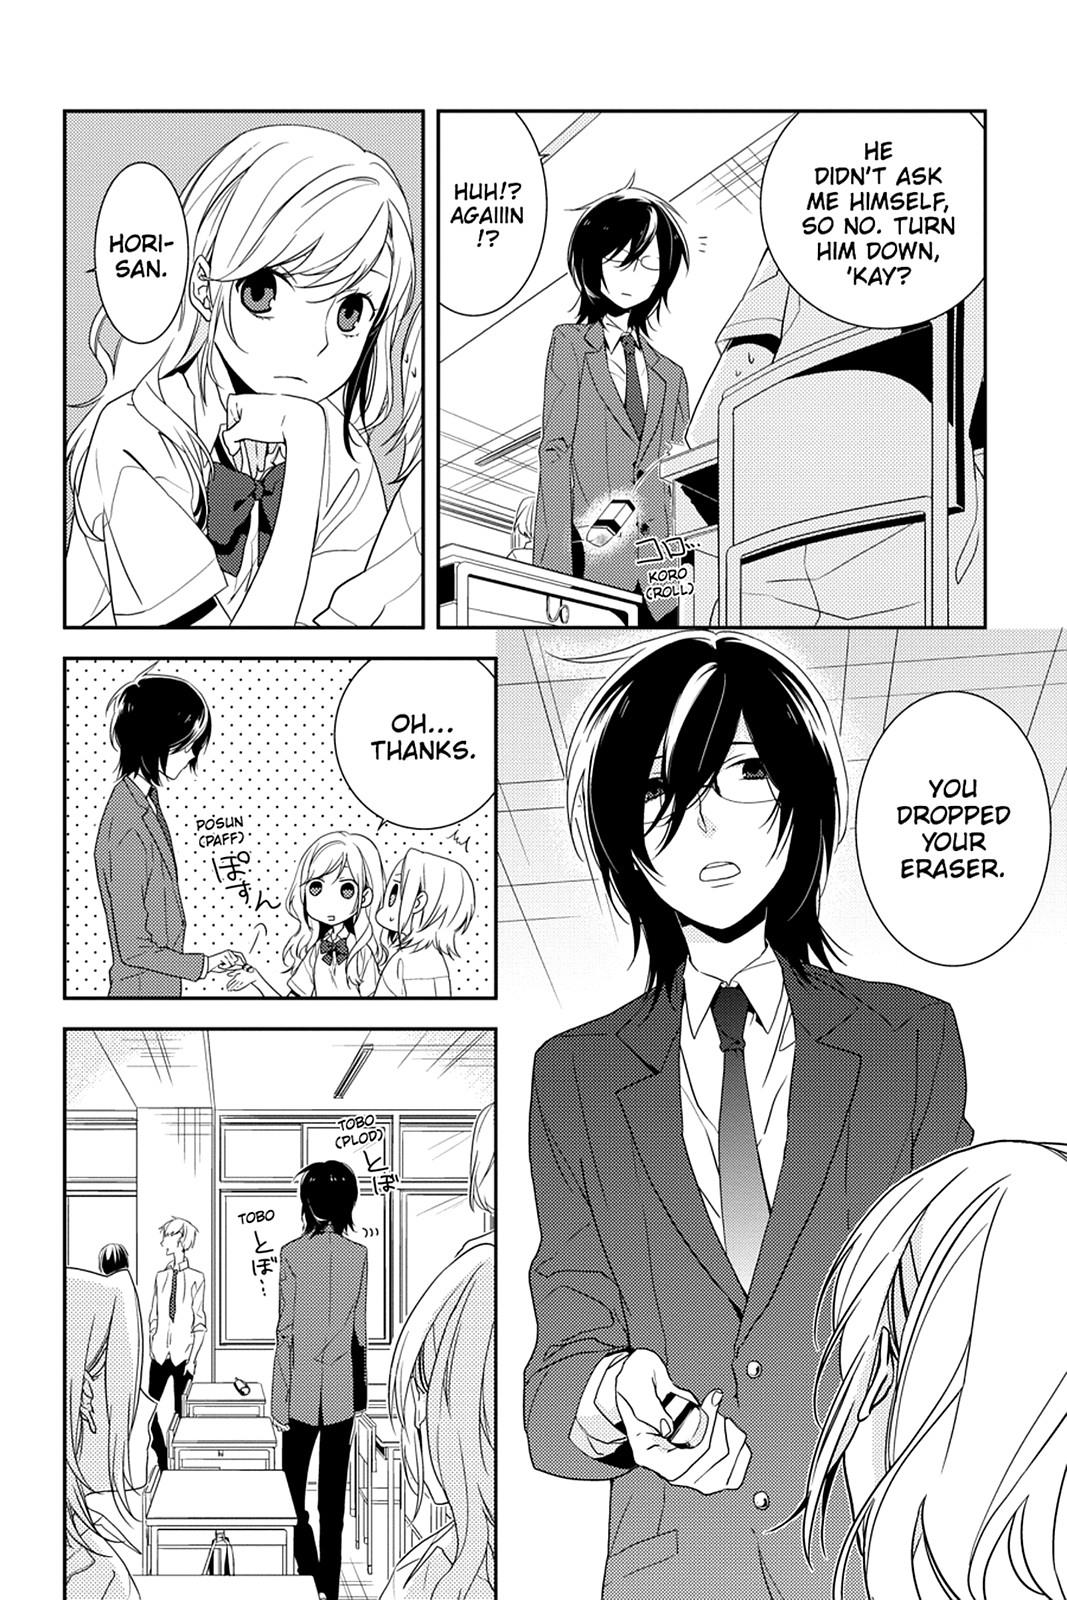 HE
DIDN'T ASK
ME HIMSELF,
SO NO. TURN
HIM DOWN,
'KAY?
HUH!?
AGAIIIN
!?
コロ...
KORO
(ROLL)
HORI-
SAN.
YOU
DROPPED
YOUR
ERASER.
OH...
THANKS.
POSUN
(PAFF)
ぽすん
TOBO
(PLOD)
とぼ
TOBO
とぼ...